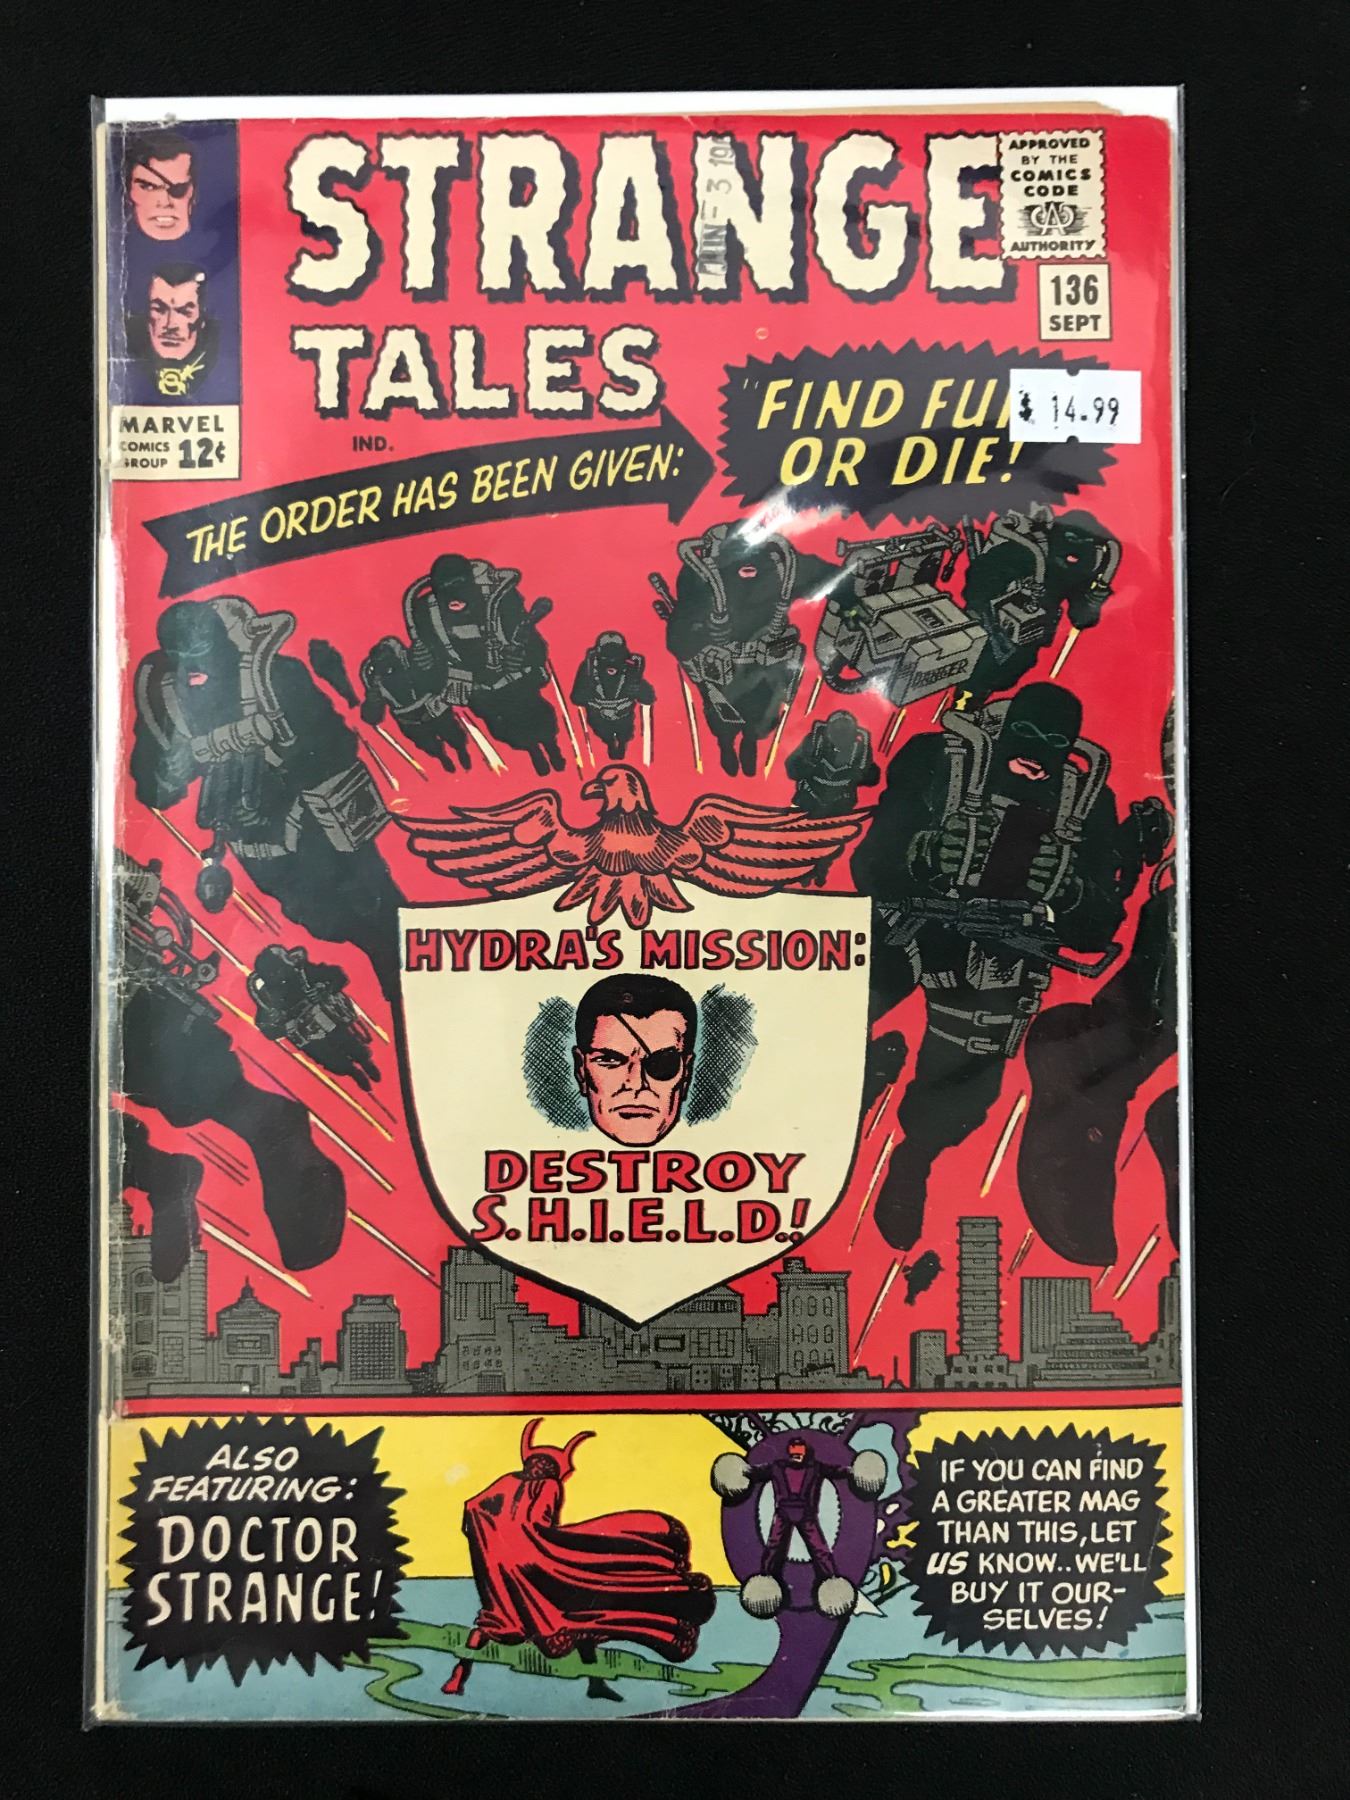 STRANGE
TALES
APPROVED
BY THE
COMICS
CODE
AUTHORITY
136
SEPT
MARVEL
COMICS
GROUP 12¢
IND.
THE ORDER HAS BEEN GIVEN:
"FIND
OR DIE!
$ 14.99
DANGER
HYDRA'S MISSION:
DESTROY
S.H.I.E.L.D.!
ALSO
FEATURING:
DOCTOR
STRANGE!
IF YOU CAN FIND
A GREATER MAG
THAN THIS, LET
US KNOW.. WE'LL
BUY IT OUR-
SELVES!